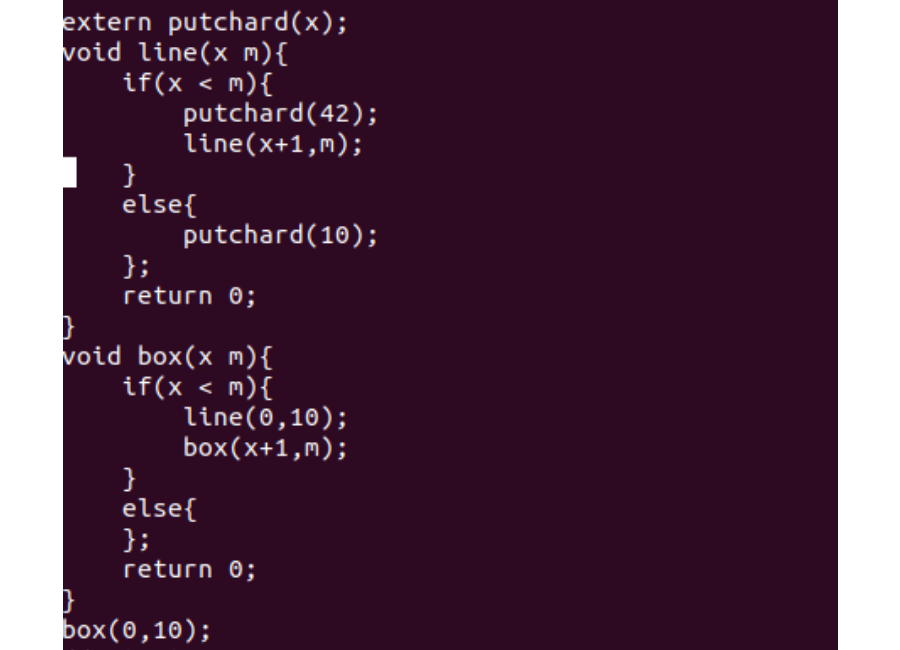 extern putchard(x);
void line(x m){
    if(x < m){
        putchard(42);
        line(x+1,m);
    }
    else{
        putchard(10);
    };
    return 0;
}
void box(x m){
    if(x < m){
        line(0,10);
        box(x+1,m);
    }
    else{
    };
    return 0;
}
box(0,10);